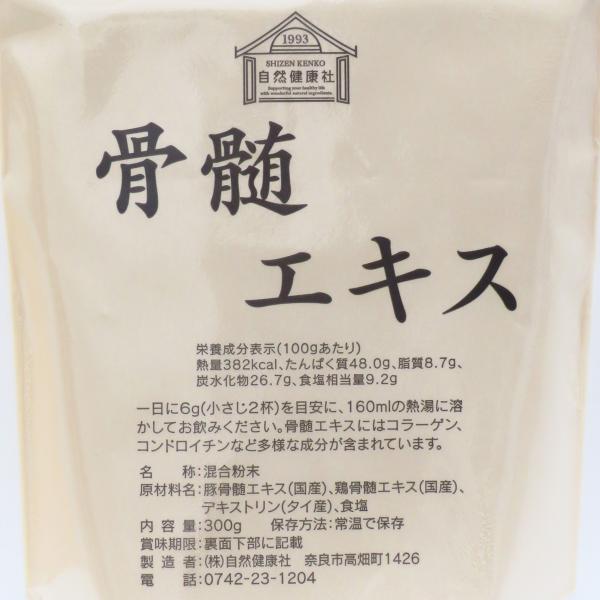 1993
SHIZEN KENKO
自然健康社
Supporting your healthy life
with wonderful natural ingredients.
骨髄
エキス
栄養成分表示(100gあたり)
熱量382kcal、たんぱく質48.0g、脂質8.7g、
炭水化物26.7g、食塩相当量9.2g
一日に6g(小さじ2杯)を目安に、160mlの熱湯に溶
かしてお飲みください。骨髄エキスにはコラーゲン、
コンドロイチンなど多様な成分が含まれています。
名　　称:混合粉末
原材料名:豚骨髄エキス(国産)、鶏骨髄エキス(国産)、
デキストリン(タイ産)、食塩
内 容 量:300g　　保存方法:常温で保存
賞味期限:裏面下部に記載
製 造 者:(株)自然健康社　奈良市高畑町1426
電　　話:0742-23-1204